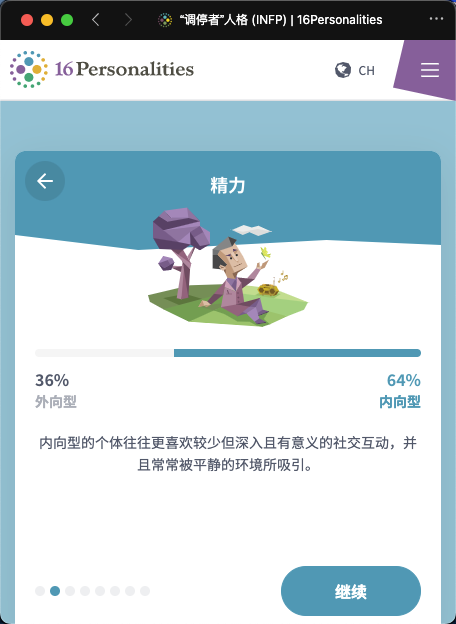 “调停者”人格 (INFP) | 16Personalities
16Personalities
CH
精力
36%
64%
外向型
内向型
内向型的个体往往更喜欢较少但深入且有意义的社交互动，并
且常常被平静的环境所吸引。
继续